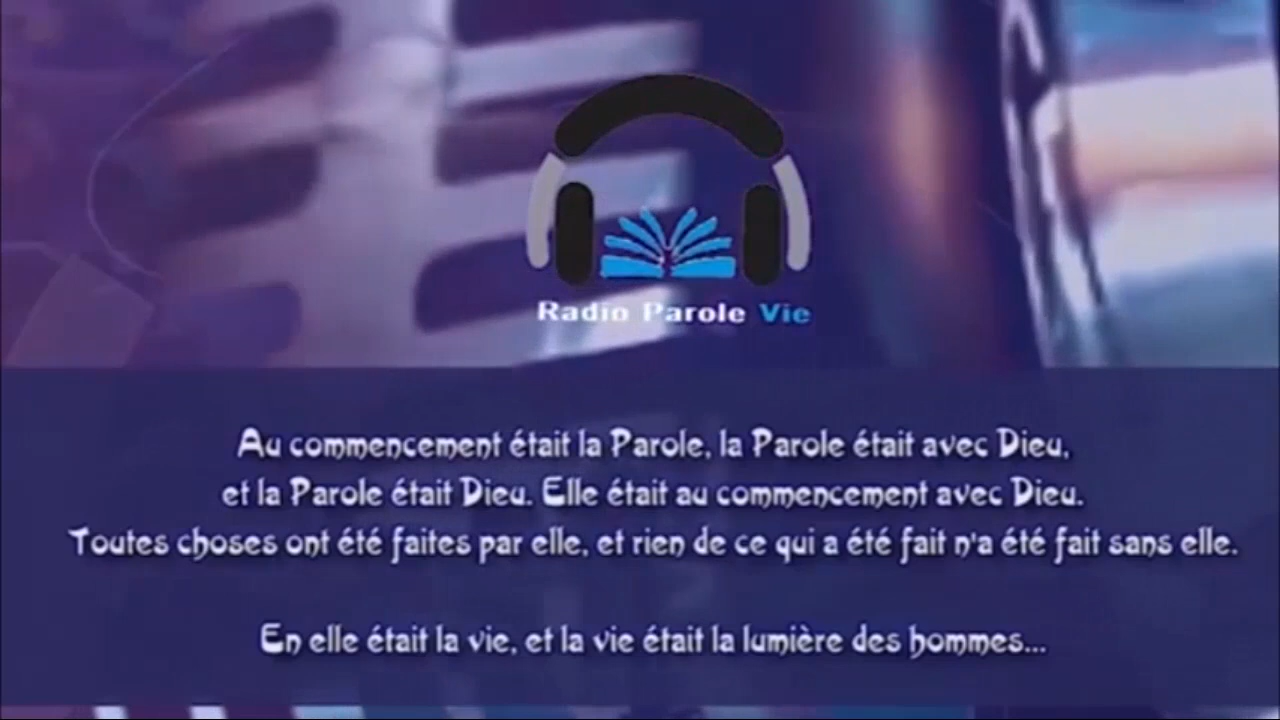 Radio Parole Vie
Au commencement était la Parole, la Parole était avec Dieu,
et la Parole était Dieu. Elle était au commencement avec Dieu.
Toutes choses ont été faites par elle, et rien de ce qui a été fait n'a été fait sans elle.
En elle était la vie, et la vie était la lumière des hommes...